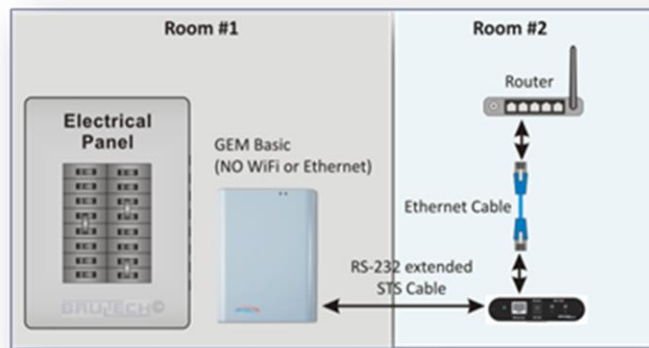 Room #1
Room #2
Router
Electrical
Panel
GEM Basic
(NO WiFi or Ethernet)
Ethernet Cable
RS-232 extended
STS Cable
BRULTECH©